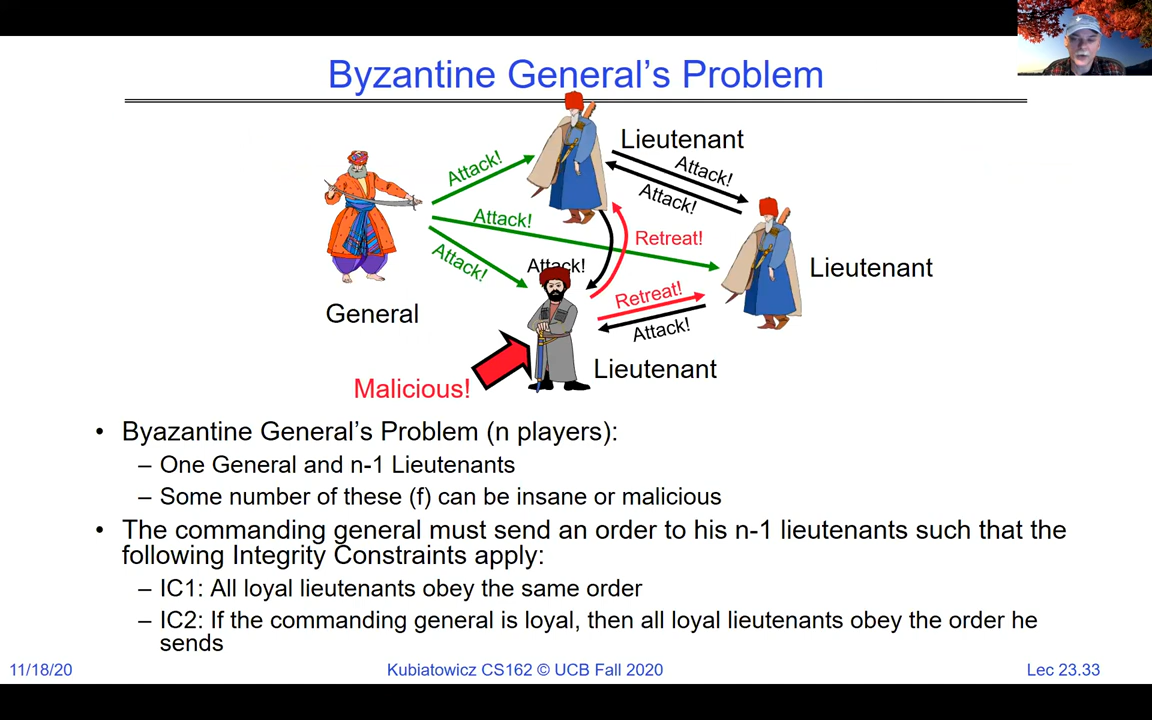 Byzantine General's Problem
Lieutenant
Attack!
Attack!
Attack!
Attack!
Retreat!
Attack!
Attack!
Lieutenant
Retreat!
Attack!
General
Lieutenant
Malicious!
• Byazantine General's Problem (n players):
– One General and n-1 Lieutenants
– Some number of these (f) can be insane or malicious
• The commanding general must send an order to his n-1 lieutenants such that the
following Integrity Constraints apply:
– IC1: All loyal lieutenants obey the same order
– IC2: If the commanding general is loyal, then all loyal lieutenants obey the order he
sends
11/18/20
Kubiatowicz CS162 © UCB Fall 2020
Lec 23.33